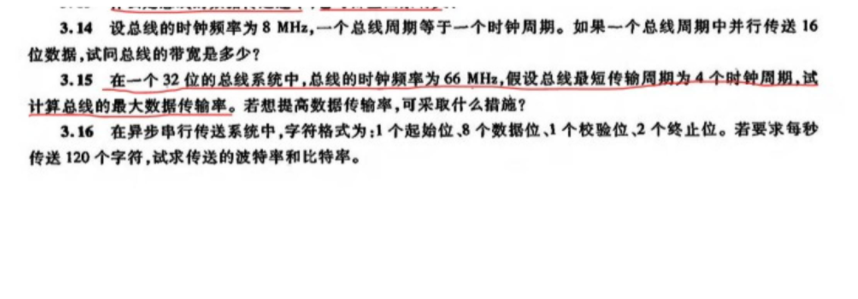 3.14 设总线的时钟频率为 8 MHz,一个总线周期等于一个时钟周期。如果一个总线周期中并行传送 16
位数据,试问总线的带宽是多少?
3.15 在一个 32 位的总线系统中,总线的时钟频率为 66 MHz,假设总线最短传输周期为 4 个时钟周期,试
计算总线的最大数据传输率。若想提高数据传输率,可采取什么措施?
3.16 在异步串行传送系统中,字符格式为:1 个起始位、8 个数据位、1 个校验位、2 个终止位。若要求每秒
传送 120 个字符,试求传送的波特率和比特率。